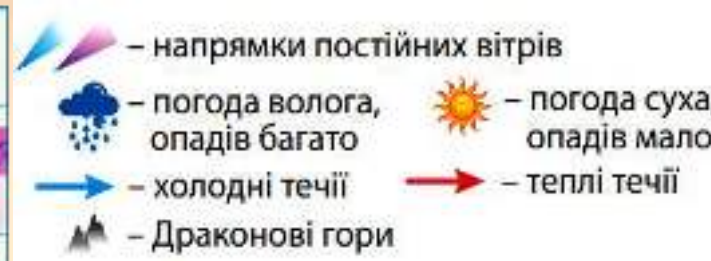 – напрямки постійних вітрів
– погода волога,
опадів багато
– погода суха
опадів мало
– холодні течії
– теплі течії
– Драконові гори